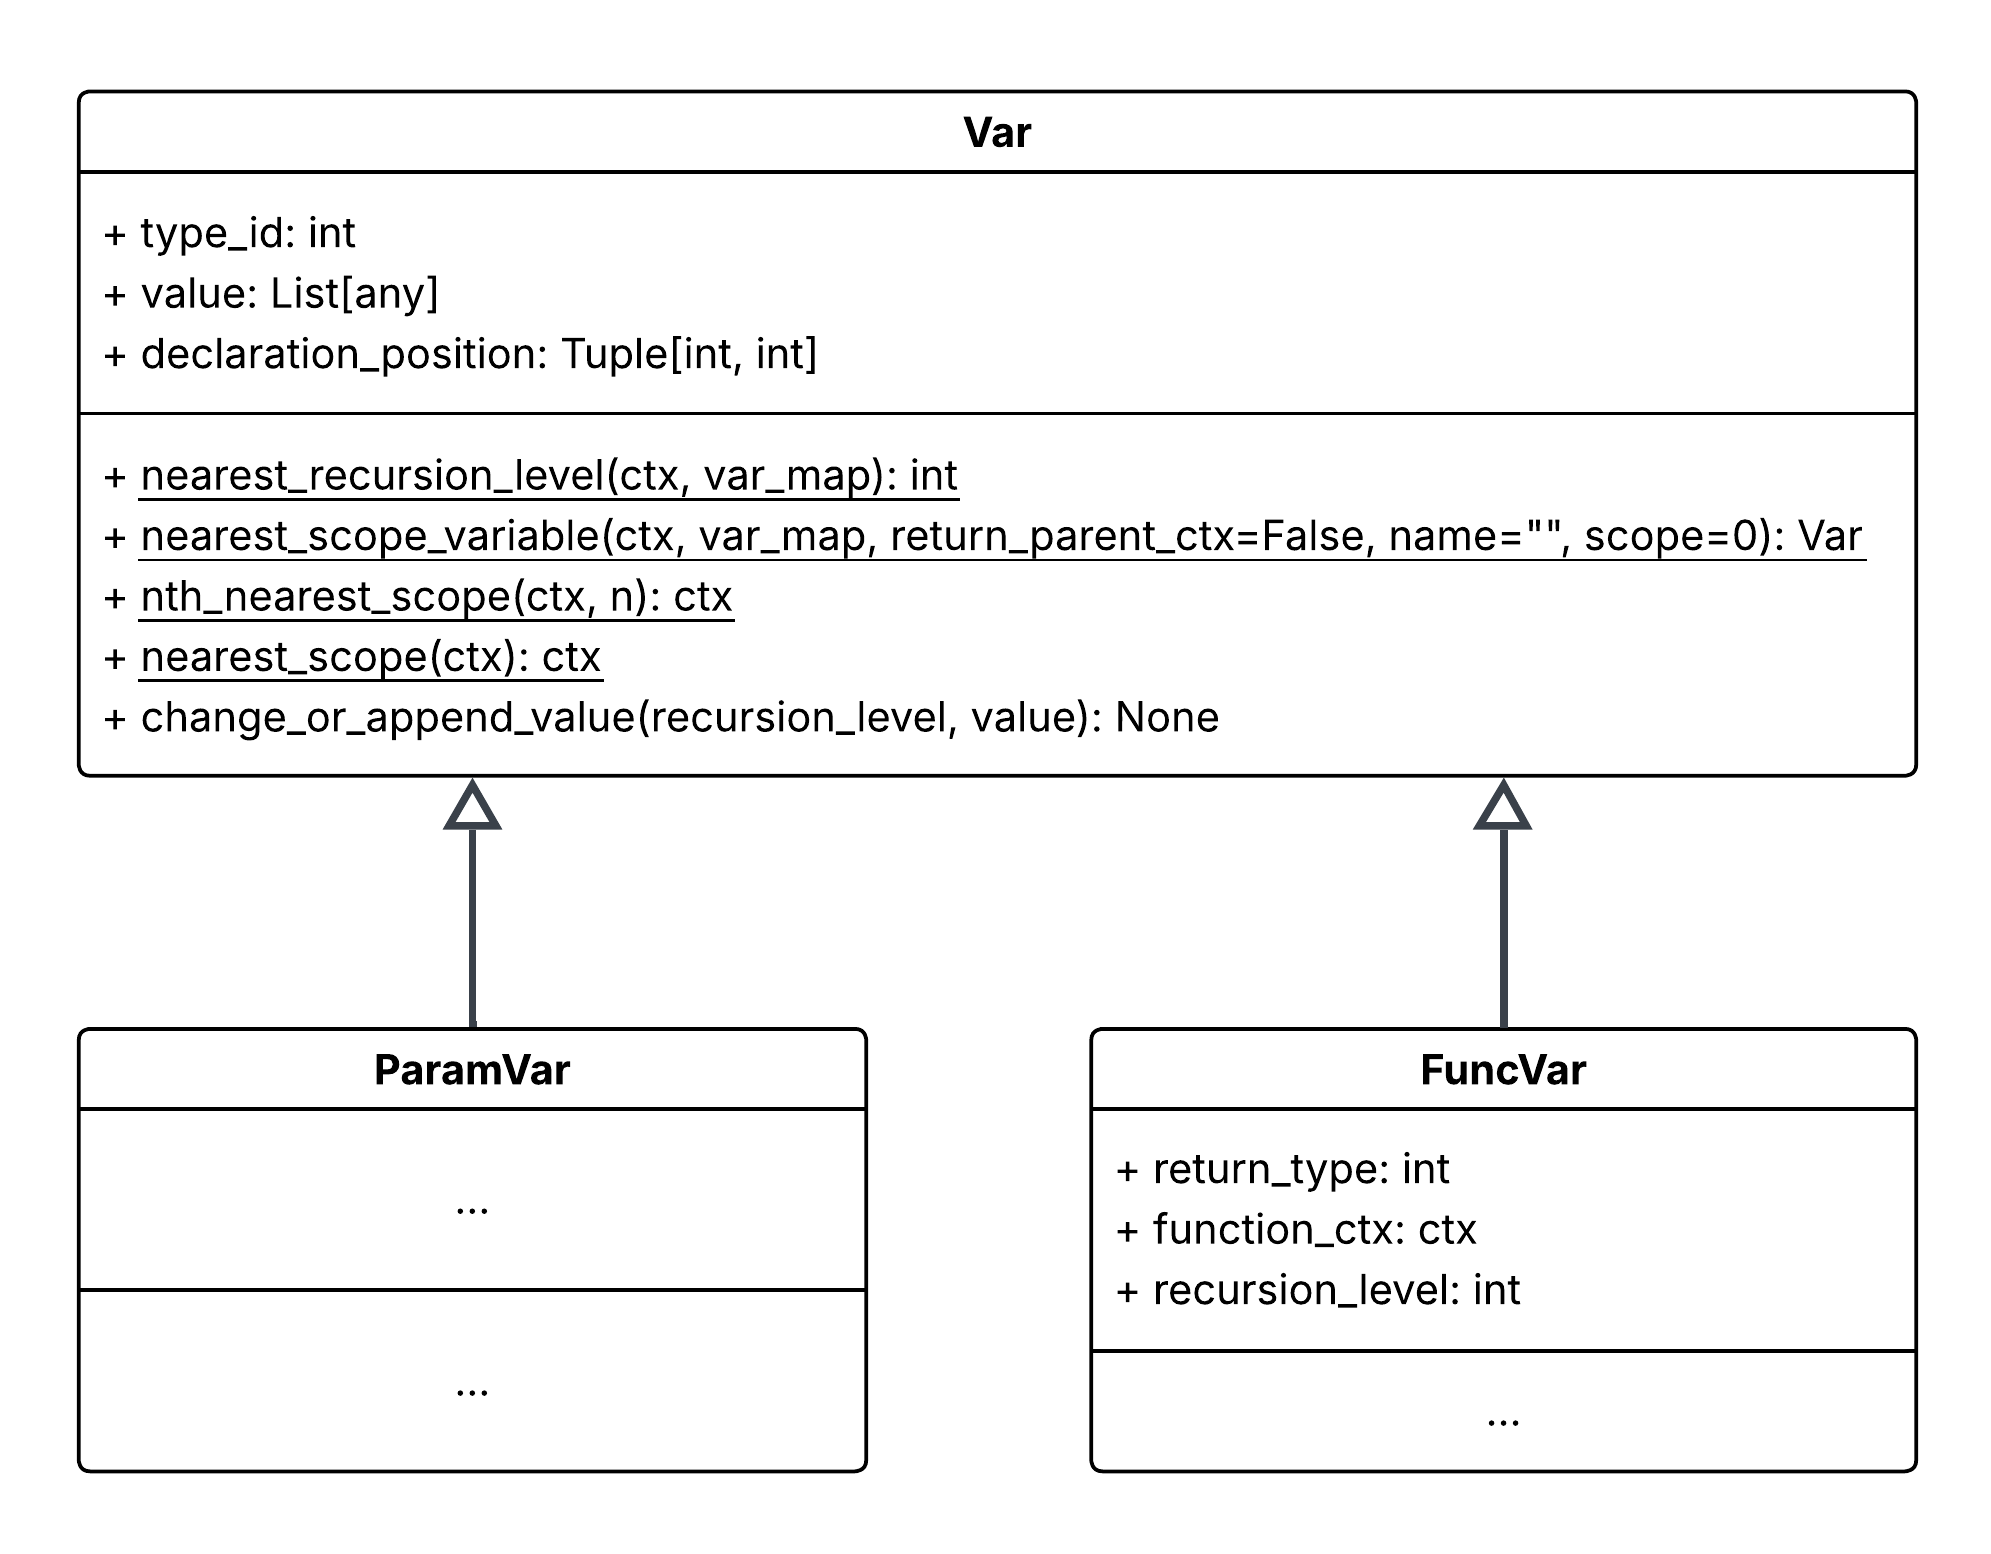 Var
+ type_id: int
+ value: List[any]
+ declaration_position: Tuple[int, int]
+ nearest_recursion_level(ctx, var_map): int
+ nearest_scope_variable(ctx, var_map, return_parent_ctx=False, name="", scope=0): Var
+ nth_nearest_scope(ctx, n): ctx
+ nearest_scope(ctx): ctx
+ change_or_append_value(recursion_level, value): None
ParamVar
...
...
FuncVar
+ return_type: int
+ function_ctx: ctx
+ recursion_level: int
...